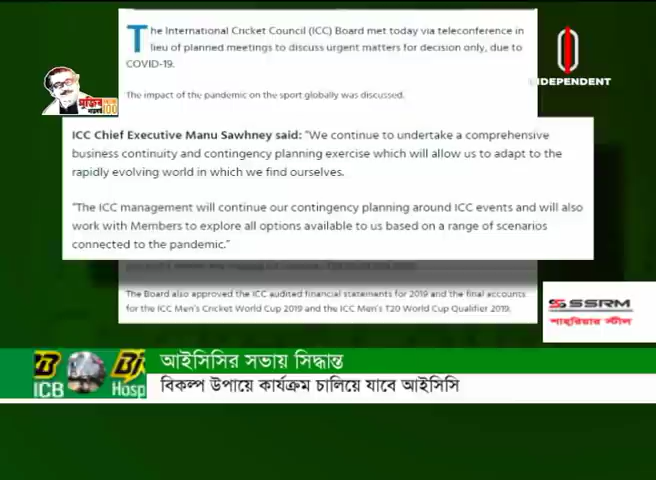 The International Cricket Council (ICC) Board met today via teleconference in
lieu of planned meetings to discuss urgent matters for decision only, due to
COVID-19.
The impact of the pandemic on the sport globally was discussed.
INDEPENDENT
মুজিব
100
ICC Chief Executive Manu Sawhney said: “We continue to undertake a comprehensive
business continuity and contingency planning exercise which will allow us to adapt to the
rapidly evolving world in which we find ourselves.
“The ICC management will continue our contingency planning around ICC events and will also
work with Members to explore all options available to us based on a range of scenarios
connected to the pandemic.”
The Board also approved the ICC audited financial statements for 2019 and the final accounts
for the ICC Men's Cricket World Cup 2019 and the ICC Men's T20 World Cup Qualifier 2019.
SSRM
শাহরিয়ার স্টীল
ICB
Hosp
আইসিসির সভায় সিদ্ধান্ত
বিকল্প উপায়ে কার্যক্রম চালিয়ে যাবে আইসিসি